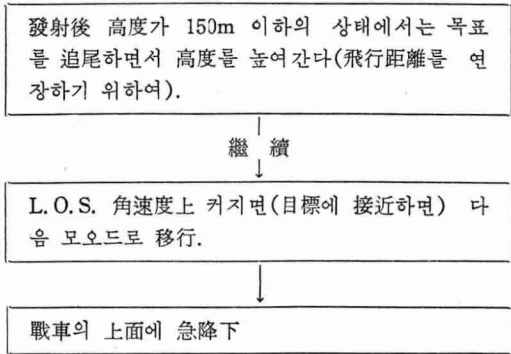 發射後 高度가 150m 이하의 상태에서는 목표
를 追尾하면서 高度를 높여간다(飛行距離를 연
장하기 위하여).
繼 續
L. O. S. 角速度上 커지면(目標에 接近하면) 다
음 모오드로 移行.
戰車의 上面에 急降下